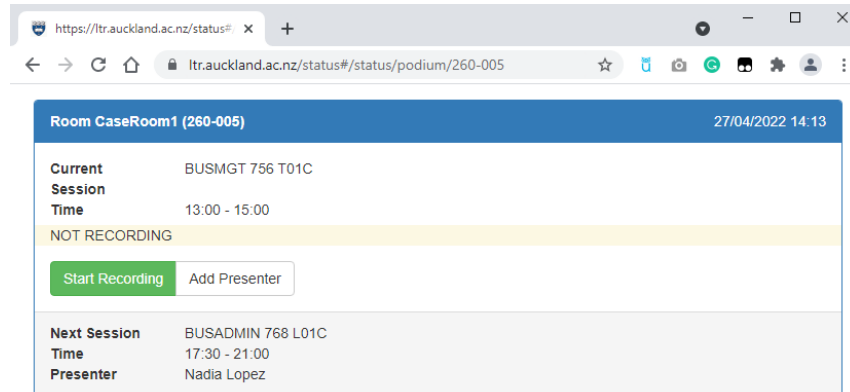 https://ltr.auckland.ac.nz/status#/
ltr.auckland.ac.nz/status#/status/podium/260-005
Room CaseRoom1 (260-005) 27/04/2022 14:13
Current Session BUSMGT 756 T01C
Time 13:00 - 15:00
NOT RECORDING
Start Recording Add Presenter
Next Session BUSADMIN 768 L01C
Time 17:30 - 21:00
Presenter Nadia Lopez